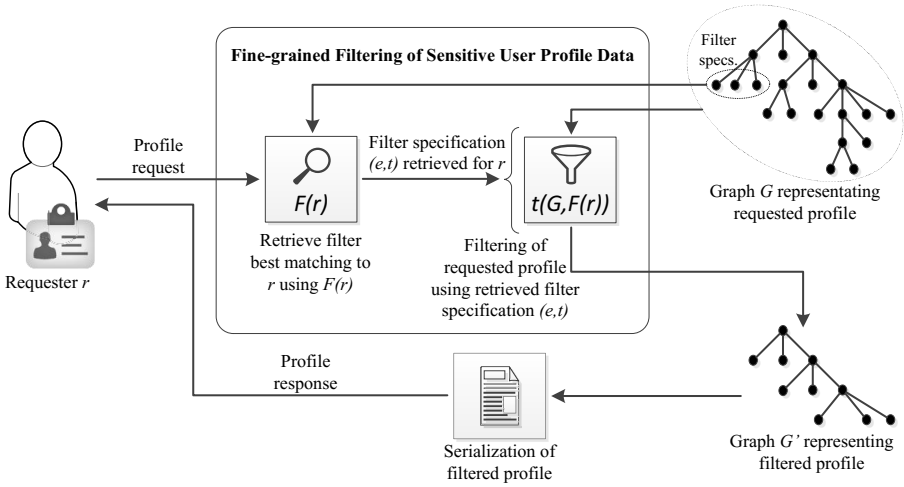 Fine-grained Filtering of Sensitive User Profile Data
Filter
specs.
Profile
request
Filter specification
(e,t) retrieved for r
F(r)
t(G,F(r))
Graph G representating
requested profile
Requester r
Retrieve filter
best matching to
r using F(r)
Filtering of
requested profile
using retrieved filter
specification (e,t)
Profile
response
Serialization of
filtered profile
Graph G’ representing
filtered profile